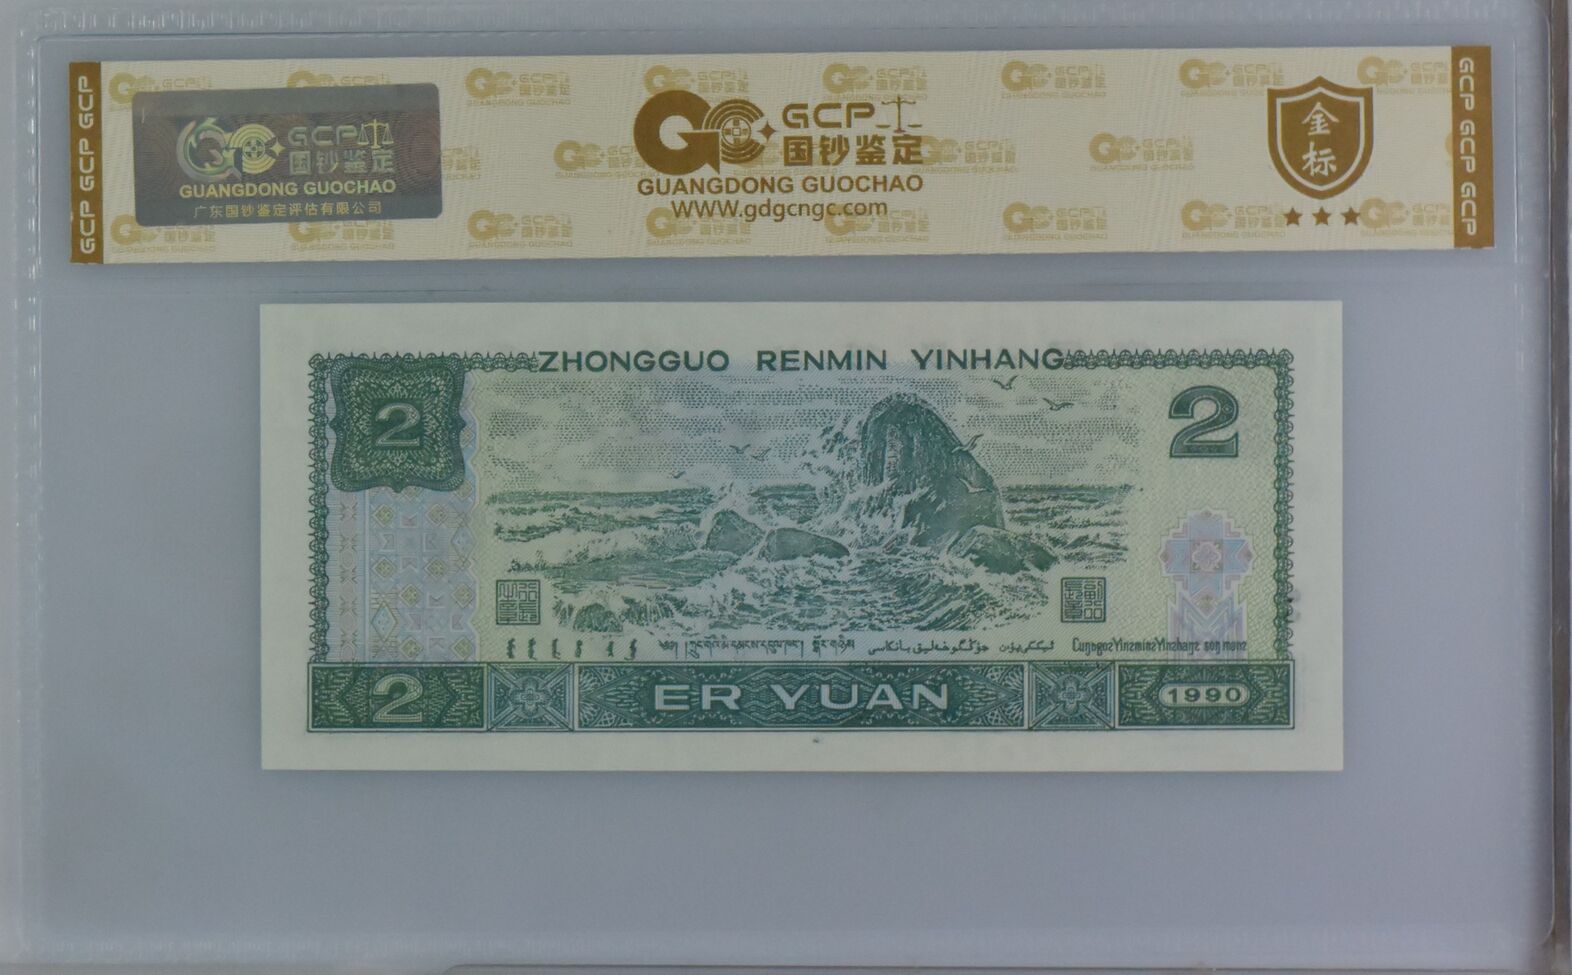 GCP GCP GCP
GCP
国钞鉴定
GUANGDONG GUOCHAO
广东国钞鉴定评估有限公司
GCP
国钞鉴定
GUANGDONG GUOCHAO
WWW.gdgcngc.com
金标
GCP GCP GCP
ZHONGGUO RENMIN YINHANG
2
2
2
ER YUAN
1990